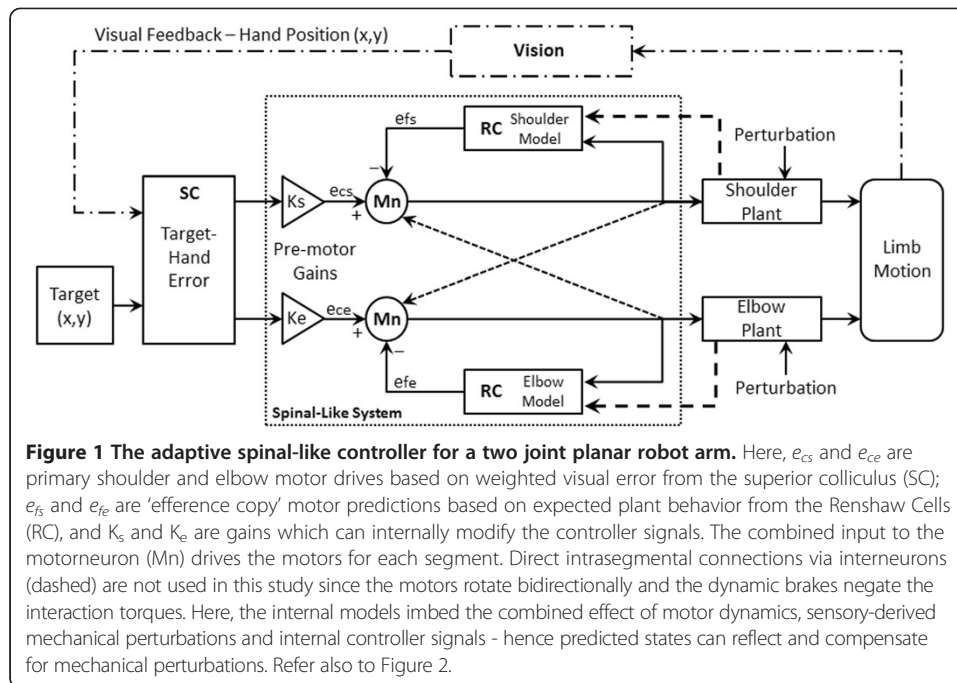 Visual Feedback – Hand Position (x,y)
Vision
efs
RC Shoulder
Model
Perturbation
SC
Target-
Hand
Error
Ks
ecs
Mn
Shoulder
Plant
Limb
Motion
Pre-motor
Gains
Target
(x,y)
Ke
ece
Mn
Elbow
Plant
efe
RC Elbow
Model
Perturbation
Spinal-Like System
− + + −
Figure 1 The adaptive spinal-like controller for a two joint planar robot arm. Here, ecs and ece are
primary shoulder and elbow motor drives based on weighted visual error from the superior colliculus (SC);
efs and efe are 'efference copy' motor predictions based on expected plant behavior from the Renshaw Cells
(RC), and Ks and Ke are gains which can internally modify the controller signals. The combined input to the
motorneuron (Mn) drives the motors for each segment. Direct intrasegmental connections via interneurons
(dashed) are not used in this study since the motors rotate bidirectionally and the dynamic brakes negate the
interaction torques. Here, the internal models imbed the combined effect of motor dynamics, sensory-derived
mechanical perturbations and internal controller signals - hence predicted states can reflect and compensate
for mechanical perturbations. Refer also to Figure 2.